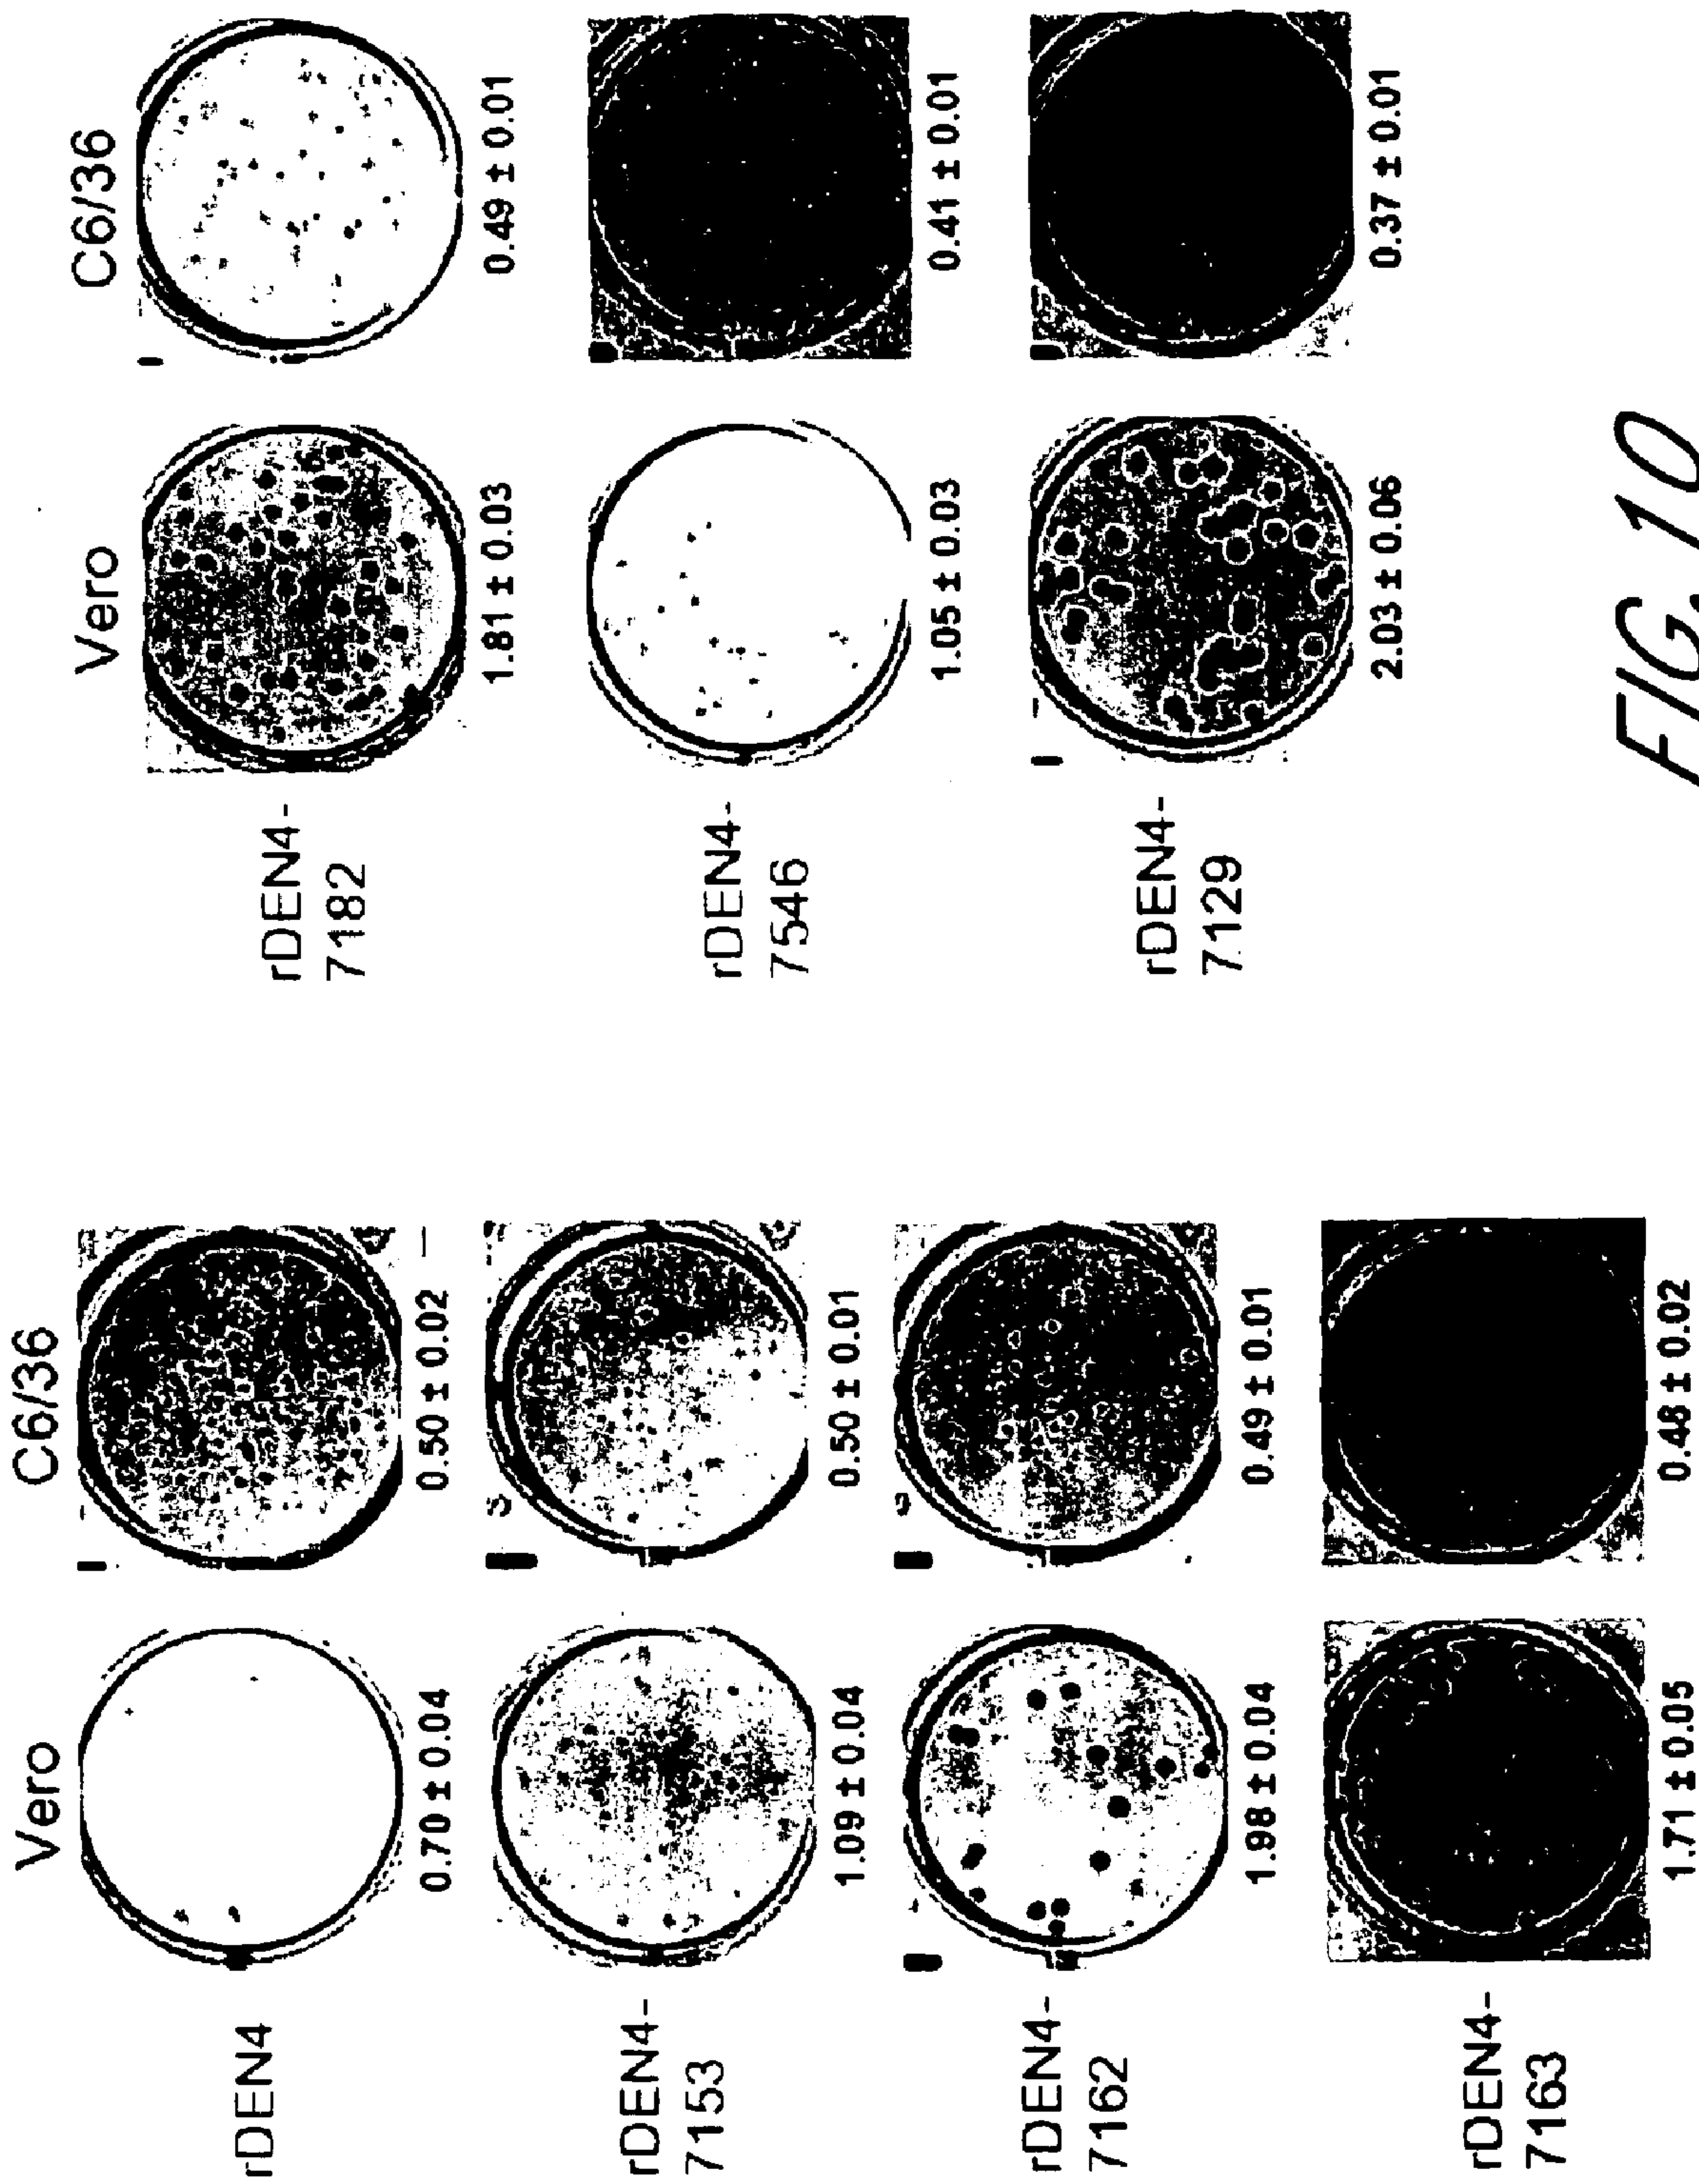 Vero C6/36
rDEN4
0.70 ± 0.04 0.50 ± 0.02
rDEN4-
7153
1.09 ± 0.04 0.50 ± 0.01
rDEN4-
7162
1.98 ± 0.04 0.49 ± 0.01
rDEN4-
7163
1.71 ± 0.05 0.48 ± 0.02
Vero C6/36
rDEN4-
7182
1.81 ± 0.03 0.49 ± 0.01
rDEN4-
7546
1.05 ± 0.03 0.41 ± 0.01
rDEN4-
7129
2.03 ± 0.06 0.37 ± 0.01
FIG. 10